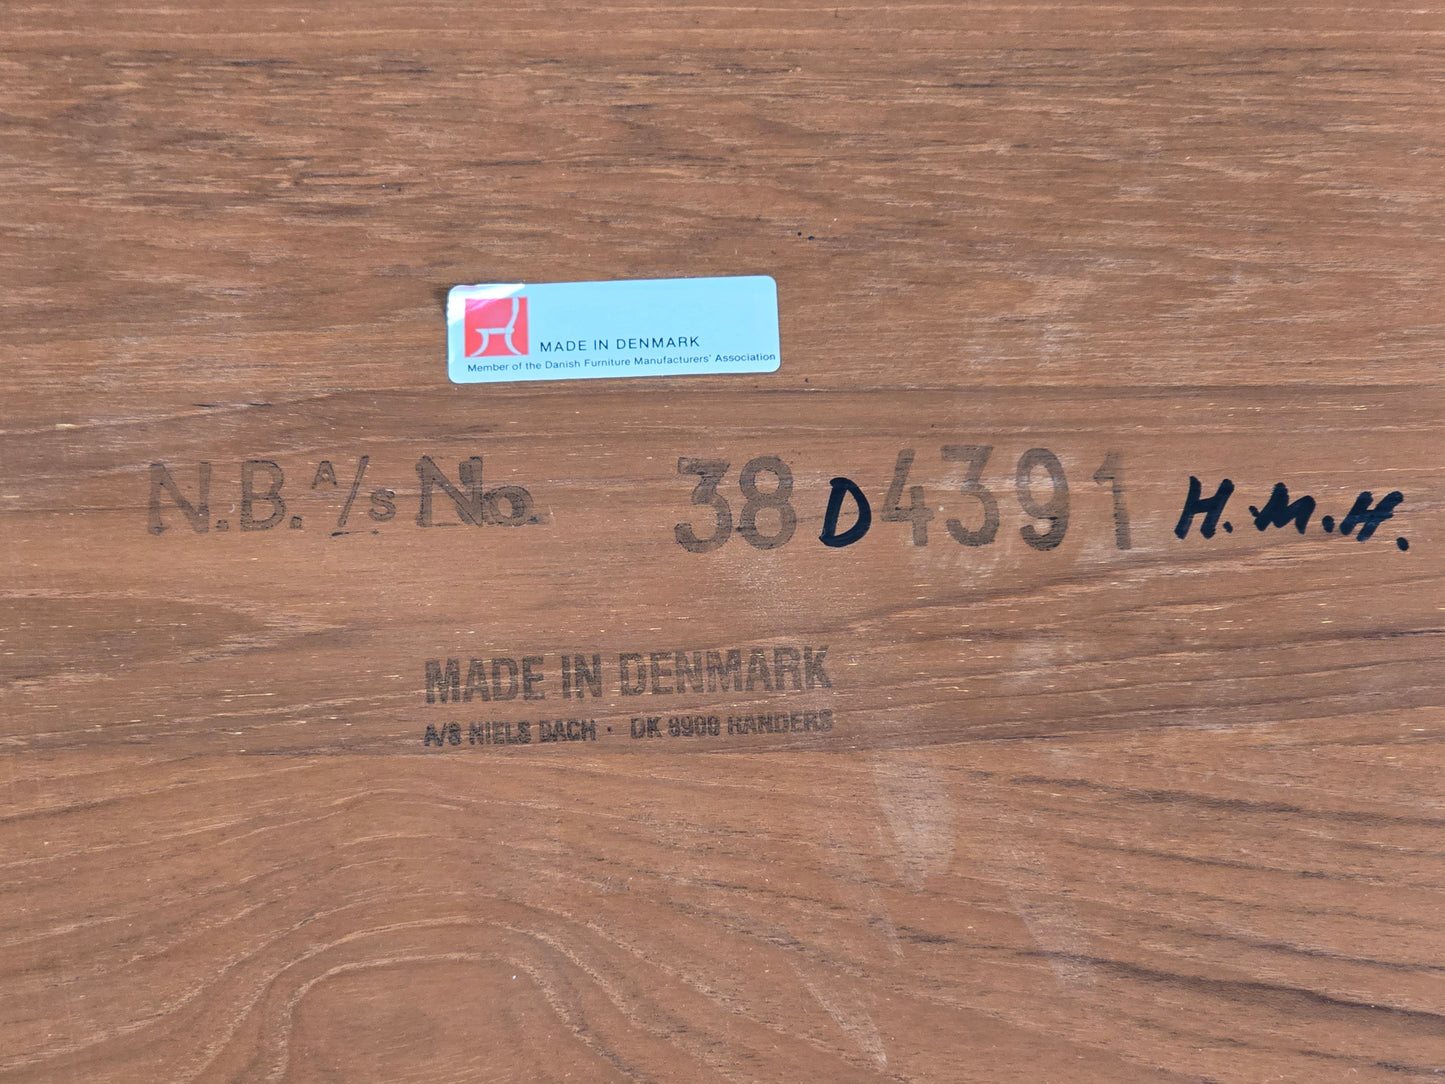 MADE IN DENMARK
Member of the Danish Furniture Manufacturers' Association
N.B. A/S No. 38 D 4391 H.M.H.
MADE IN DENMARK
A/S NIELS BACH · DK 8900 RANDERS